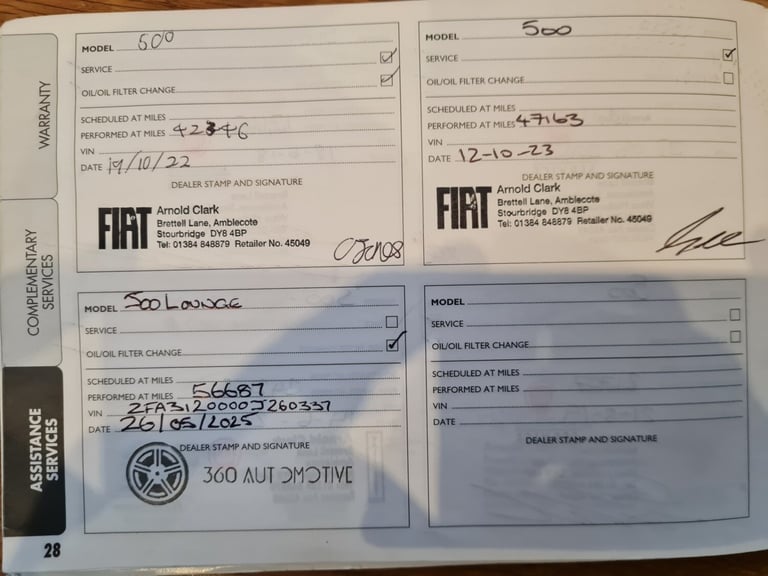 WARRANTY
COMPLEMENTARY
SERVICES
ASSISTANCE
SERVICES
MODEL 500
SERVICE ✓
OIL/OIL FILTER CHANGE ✓
SCHEDULED AT MILES
PERFORMED AT MILES 42346
VIN
DATE 19/10/22
DEALER STAMP AND SIGNATURE
FIAT
Arnold Clark
Brettell Lane, Amblecote
Stourbridge DY8 4BP
Tel: 01384 848879 Retailer No. 45049
CJones
MODEL 500
SERVICE ✓
OIL/OIL FILTER CHANGE
SCHEDULED AT MILES
PERFORMED AT MILES 47163
VIN
DATE 12-10-23
DEALER STAMP AND SIGNATURE
FIAT
Arnold Clark
Brettell Lane, Amblecote
Stourbridge DY8 4BP
Tel: 01384 848879 Retailer No. 45049
MODEL 500 LOUNGE
SERVICE
OIL/OIL FILTER CHANGE ✓
SCHEDULED AT MILES
PERFORMED AT MILES 56687
VIN ZFA3120000J260337
DATE 26/05/2025
DEALER STAMP AND SIGNATURE
360 AUTOMOTIVE
MODEL
SERVICE
OIL/OIL FILTER CHANGE
SCHEDULED AT MILES
PERFORMED AT MILES
VIN
DATE
DEALER STAMP AND SIGNATURE
28